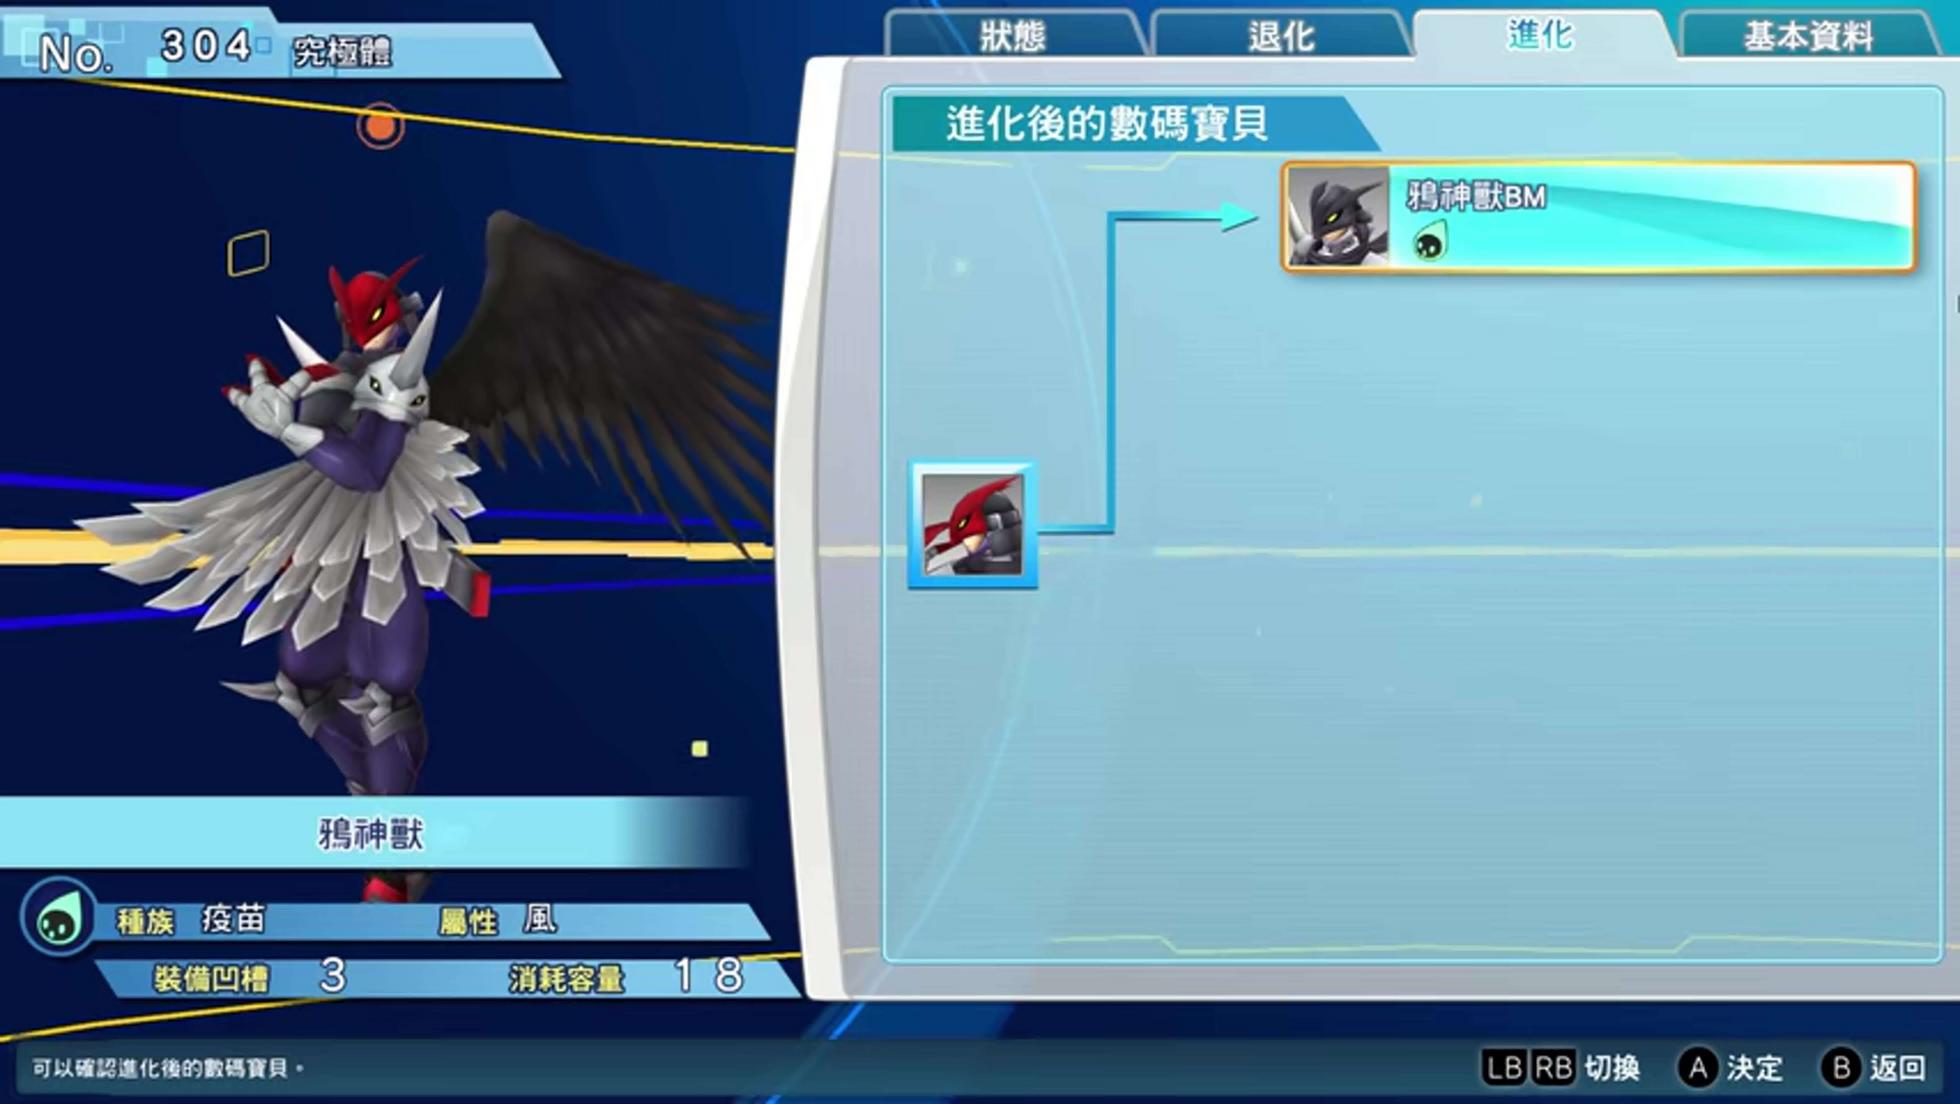 No. 304 究極體
狀態 退化 進化 基本資料
進化後的數碼寶貝
鴉神獸BM
鴉神獸
種族 疫苗 屬性 風
裝備凹槽 3 消耗容量 18
可以確認進化後的數碼寶貝。
LB RB 切換 A 決定 B 返回